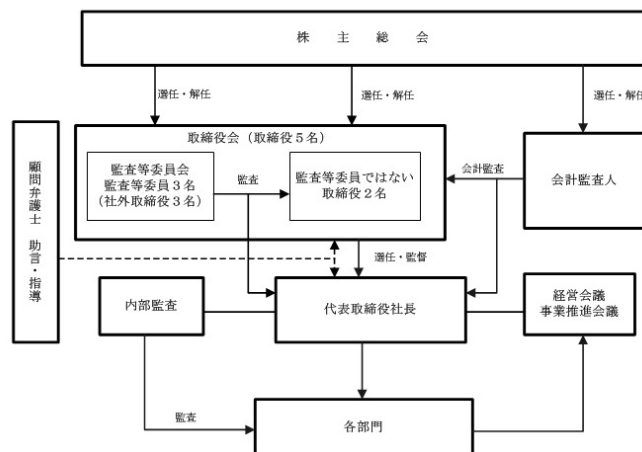 株主総会
選任・解任
選任・解任
選任・解任
取締役会（取締役５名）
監査等委員会
監査等委員３名
（社外取締役３名）
監査
監査等委員ではない
取締役２名
会計監査
会計監査人
顧問弁護士 助言・指導
選任・監督
内部監査
代表取締役社長
経営会議
事業推進会議
監査
各部門